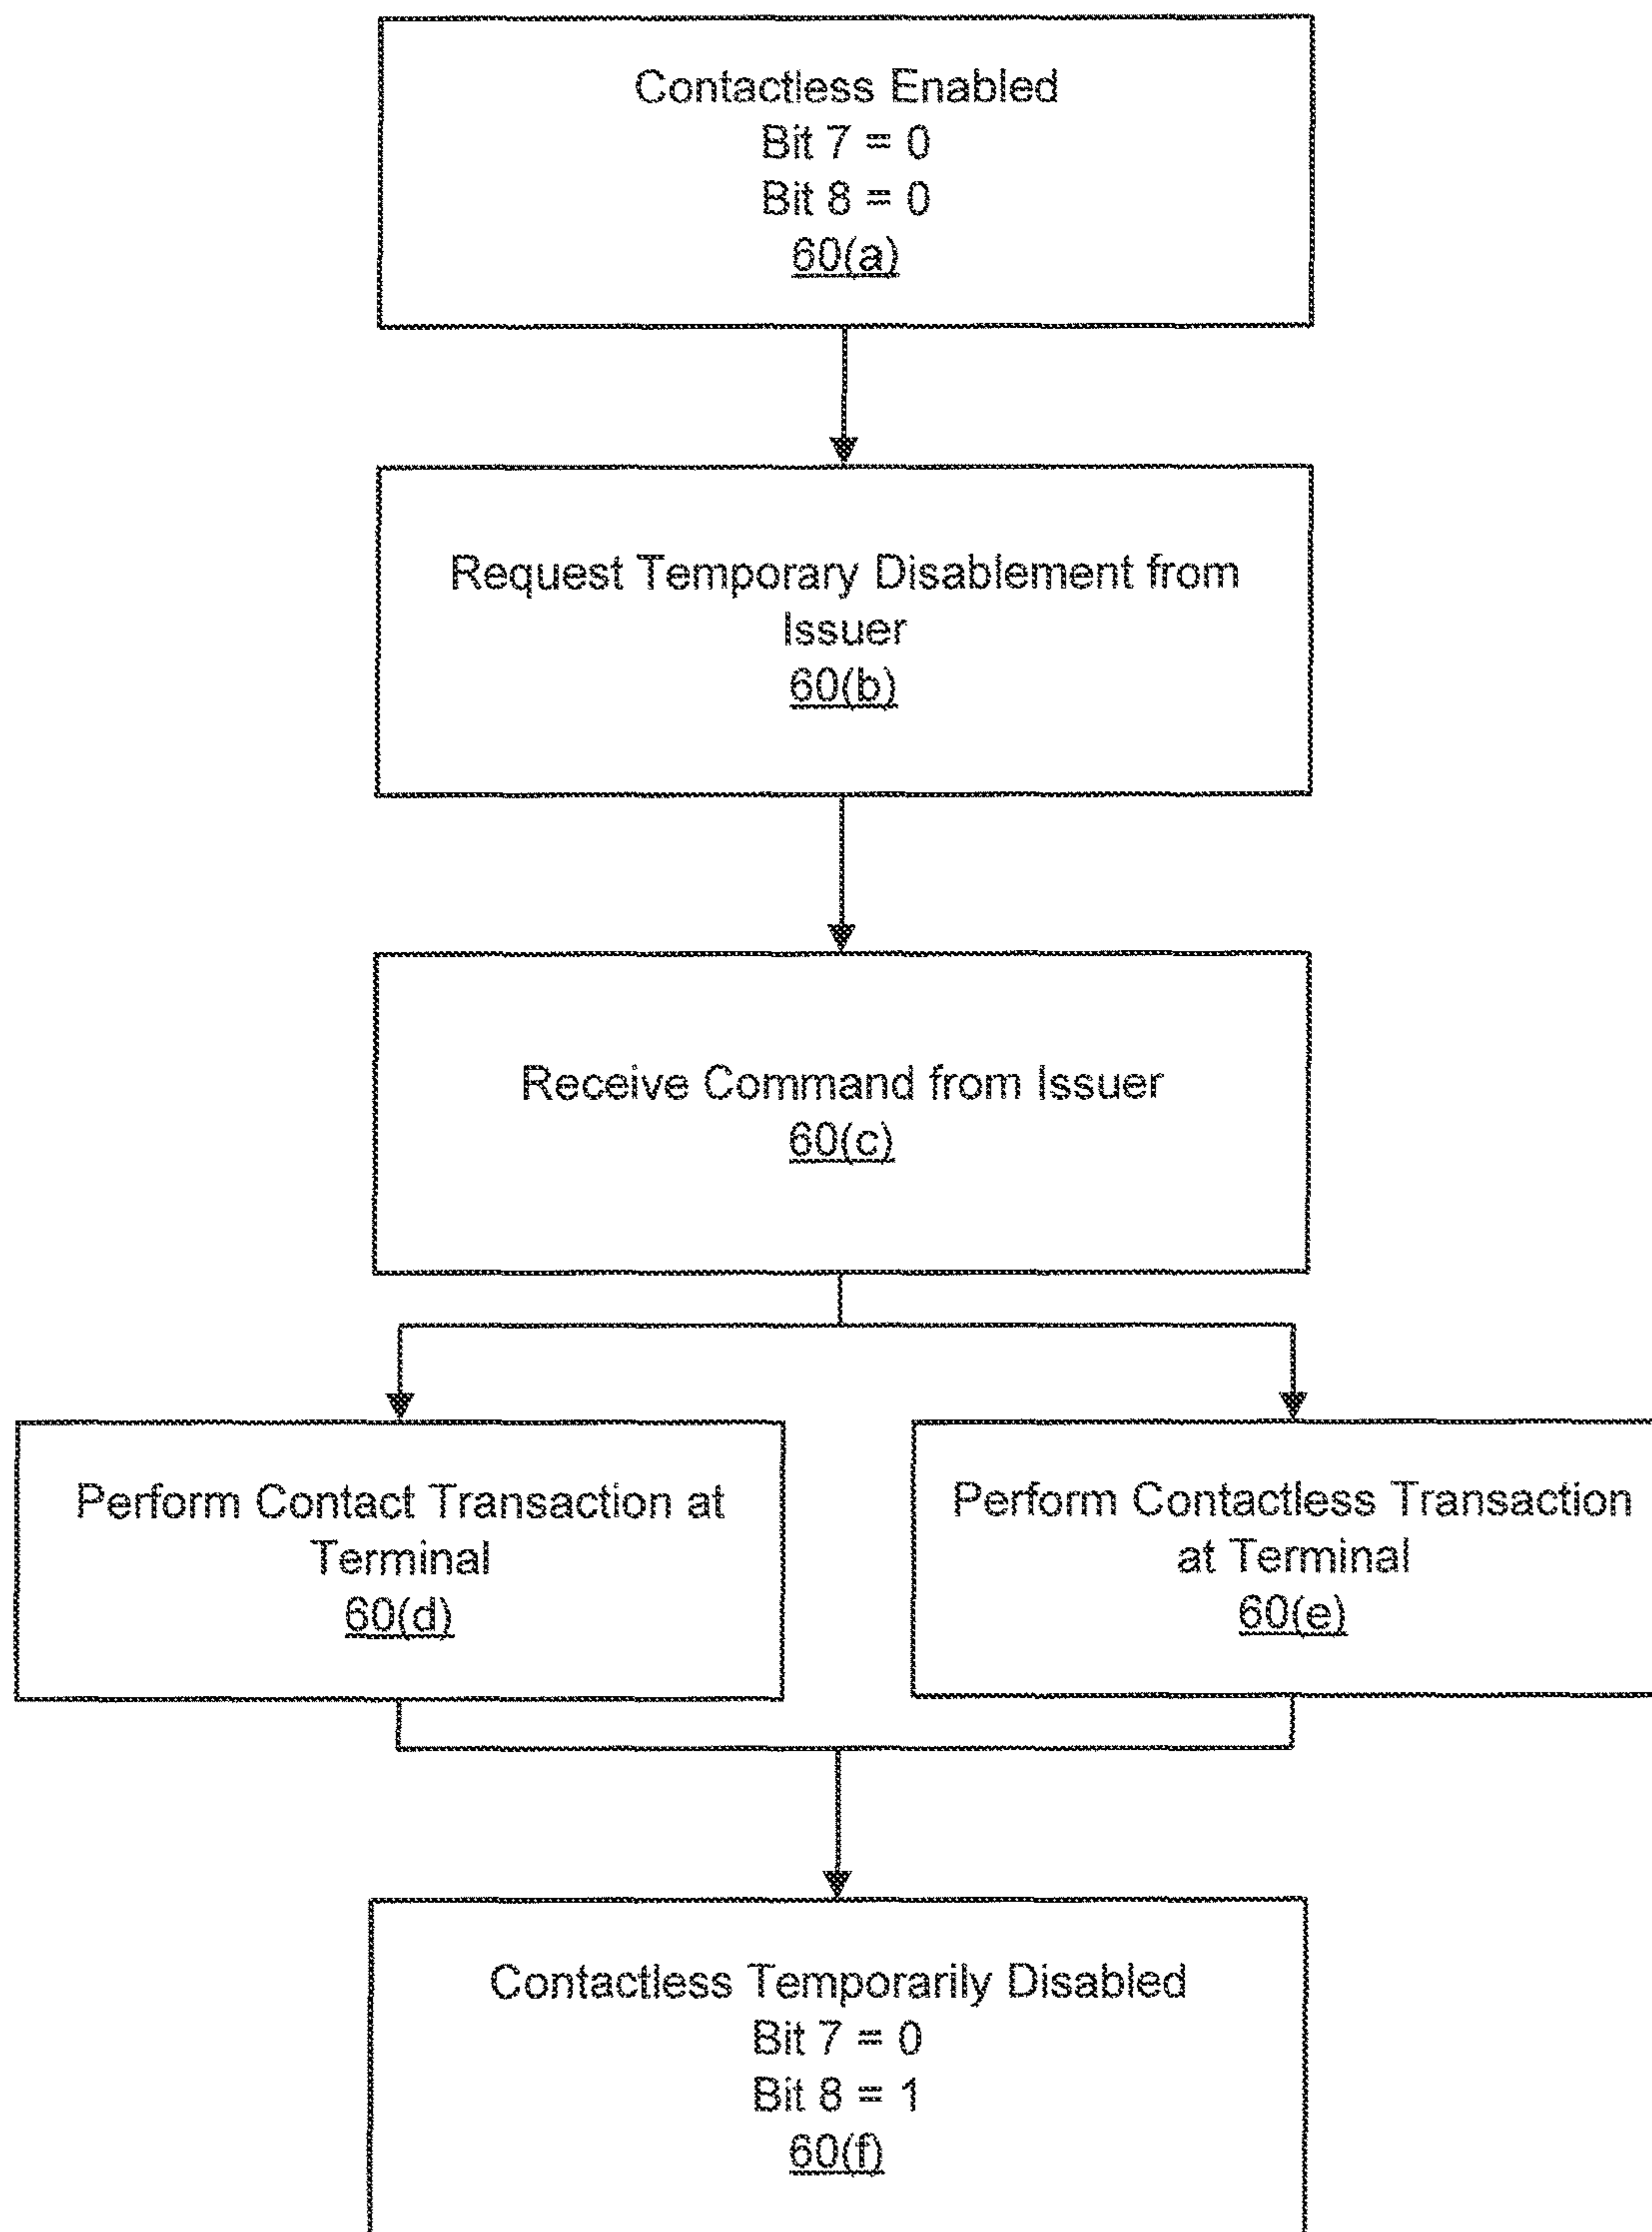 Contactless Enabled
Bit 7 = 0
Bit 8 = 0
60(a)
Request Temporary Disablement from
Issuer
60(b)
Receive Command from Issuer
60(c)
Perform Contact Transaction at
Terminal
60(d)
Perform Contactless Transaction
at Terminal
60(e)
Contactless Temporarily Disabled
Bit 7 = 0
Bit 8 = 1
60(f)